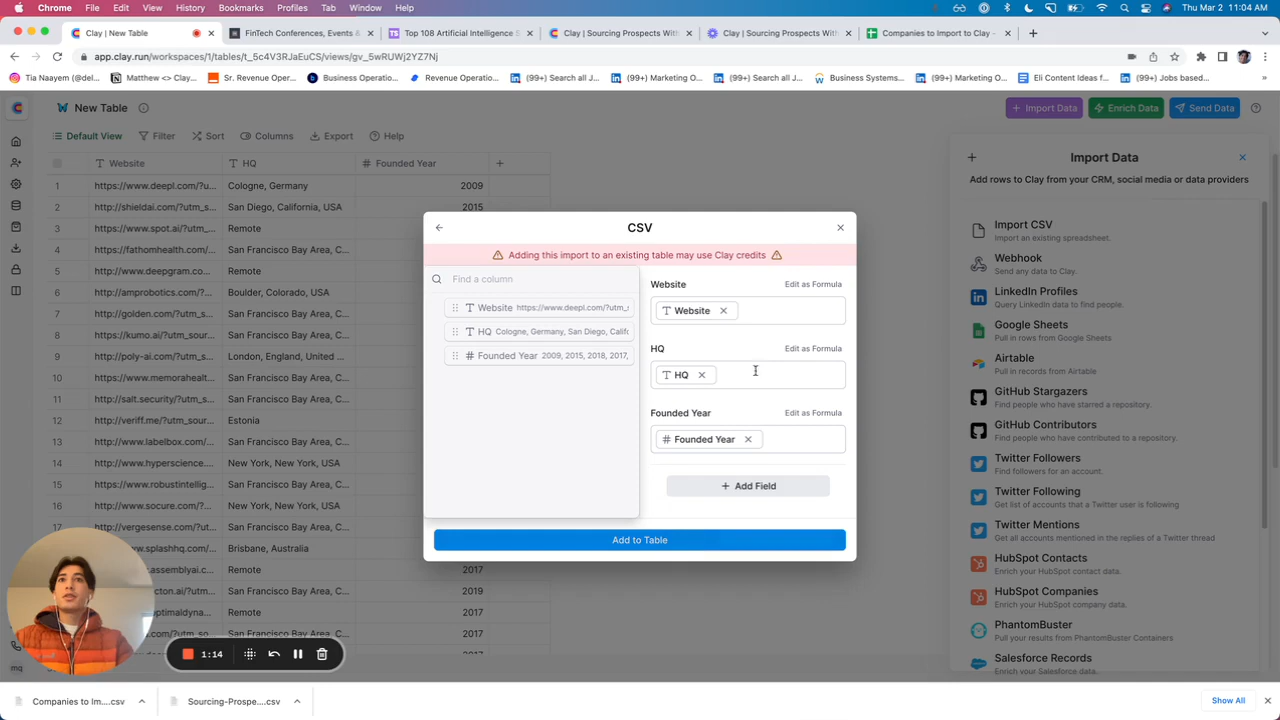 Chrome File Edit View History Bookmarks Profiles Tab Window Help
Thu Mar 2 11:04 AM
Clay | New Table
FinTech Conferences, Events &
Top 108 Artificial Intelligence S
Clay | Sourcing Prospects With
Clay | Sourcing Prospects With
Companies to Import to Clay -
app.clay.run/workspaces/1/tables/t_5c4V3RJaEuCS/views/gv_5wRUWj2YZ7Nj
Tia Naayem (@del...
Matthew <> Clay...
Sr. Revenue Oper...
Business Operatio...
Revenue Operatio...
(99+) Search all J...
(99+) Marketing O...
(99+) Search all J...
Business Systems...
(99+) Marketing O...
Eli Content Ideas f...
(99+) Jobs based...
New Table
Import Data
Enrich Data
Send Data
Default View
Filter
Sort
Columns
Export
Help
Website HQ Founded Year
1 https://www.deepl.com/?u... Cologne, Germany 2009
2 http://shieldai.com/?utm_s... San Diego, California, USA 2015
3 http://www.spot.ai/?utm_s... Remote
4 http://fathomhealth.com/... San Francisco Bay Area, C...
5 http://www.deepgram.co... Remote
6 http://amprobotics.com/?... Boulder, Colorado, USA
7 http://golden.com/?utm_s... San Francisco Bay Area, C...
8 https://kumo.ai/?utm_sour... San Francisco Bay Area, C...
9 http://poly-ai.com/?utm_s... London, England, United ...
10 http://www.memorahealt... San Francisco Bay Area, C...
11 http://salt.security/?utm_s... San Francisco Bay Area, C...
12 http://veriff.me/?utm_sour... Estonia
13 http://www.labelbox.com/... San Francisco Bay Area, C...
14 http://www.hyperscience.... New York, New York, USA
15 http://www.robustintellig... San Francisco Bay Area, C...
16 http://www.socure.com/?... New York, New York, USA
17 http://vergesense.com/?ut... San Francisco Bay Area, C...
www.splashhq.... Brisbane, Australia
assemblyai.c... Remote 2017
cton.ai/?utm... San Francisco Bay Area, C... 2019
optimaldyna... Remote 2017
San Francisco Bay Area, C... 2017
mq
1:14
CSV
Adding this import to an existing table may use Clay credits
Find a column
Website https://www.deepl.com/?utm_s
HQ Cologne, Germany, San Diego, Califo
Founded Year 2009, 2015, 2018, 2017,
Website Edit as Formula
Website
HQ Edit as Formula
HQ
Founded Year Edit as Formula
Founded Year
Add Field
Add to Table
Import Data
Add rows to Clay from your CRM, social media or data providers
Import CSV
Import an existing spreadsheet.
Webhook
Send any data to Clay.
LinkedIn Profiles
Query LinkedIn data to find people.
Google Sheets
Pull in rows from Google Sheets
Airtable
Pull in records from Airtable
GitHub Stargazers
Find people who have starred a repository.
GitHub Contributors
Find people who have contributed to a repository.
Twitter Followers
Find followers for an account.
Twitter Following
Get list of accounts that a Twitter user is following
Twitter Mentions
Get all accounts mentioned in the replies of a Twitter thread
HubSpot Contacts
Enrich your HubSpot contact data.
HubSpot Companies
Enrich your HubSpot company data.
PhantomBuster
Pull your results from PhantomBuster Containers
Salesforce Records
Companies to Im....csv
Sourcing-Prospe....csv
Show All